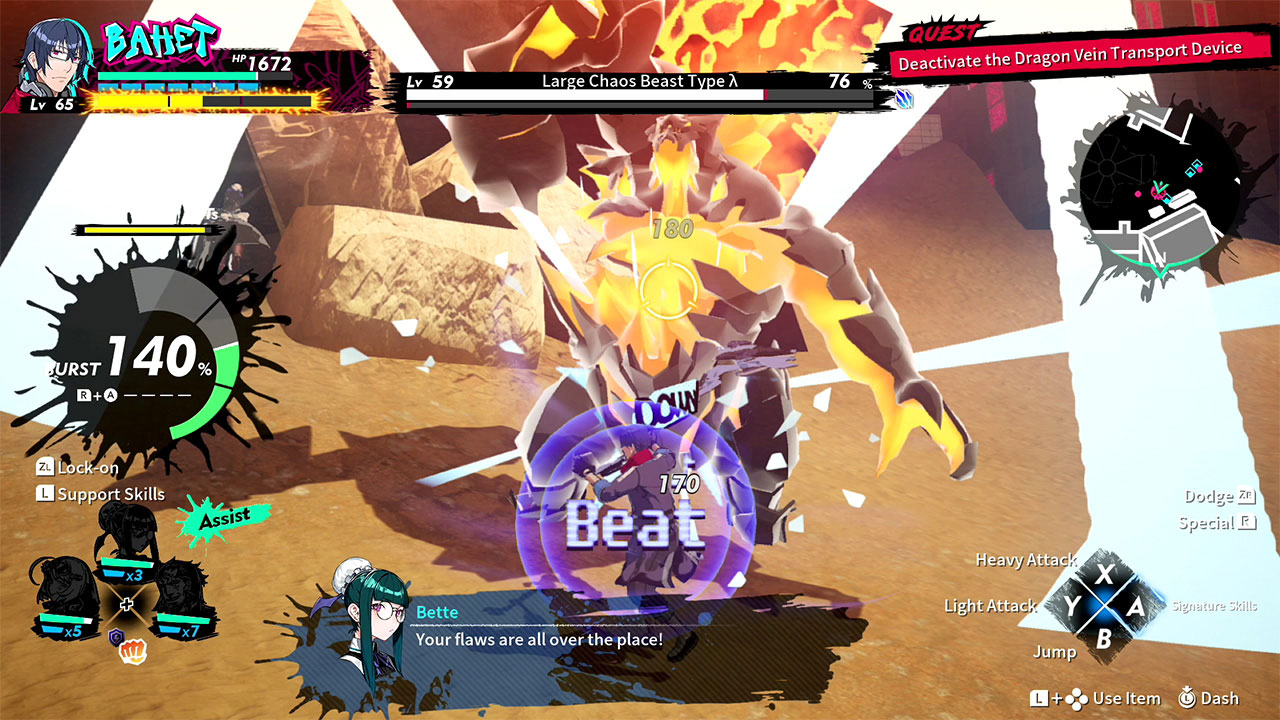 BAHET
HP 1672
Lv 65
Lv 59 Large Chaos Beast Type λ 76 %
QUEST
Deactivate the Dragon Vein Transport Device
180
BURST 140 %
R + A
DOWN
170
Beat
ZL Lock-on
L Support Skills
Assist
x3
x5
x7
Bette
Your flaws are all over the place!
Dodge ZR
Special R
Heavy Attack X
Light Attack Y A Signature Skills
Jump B
L + Use Item L Dash